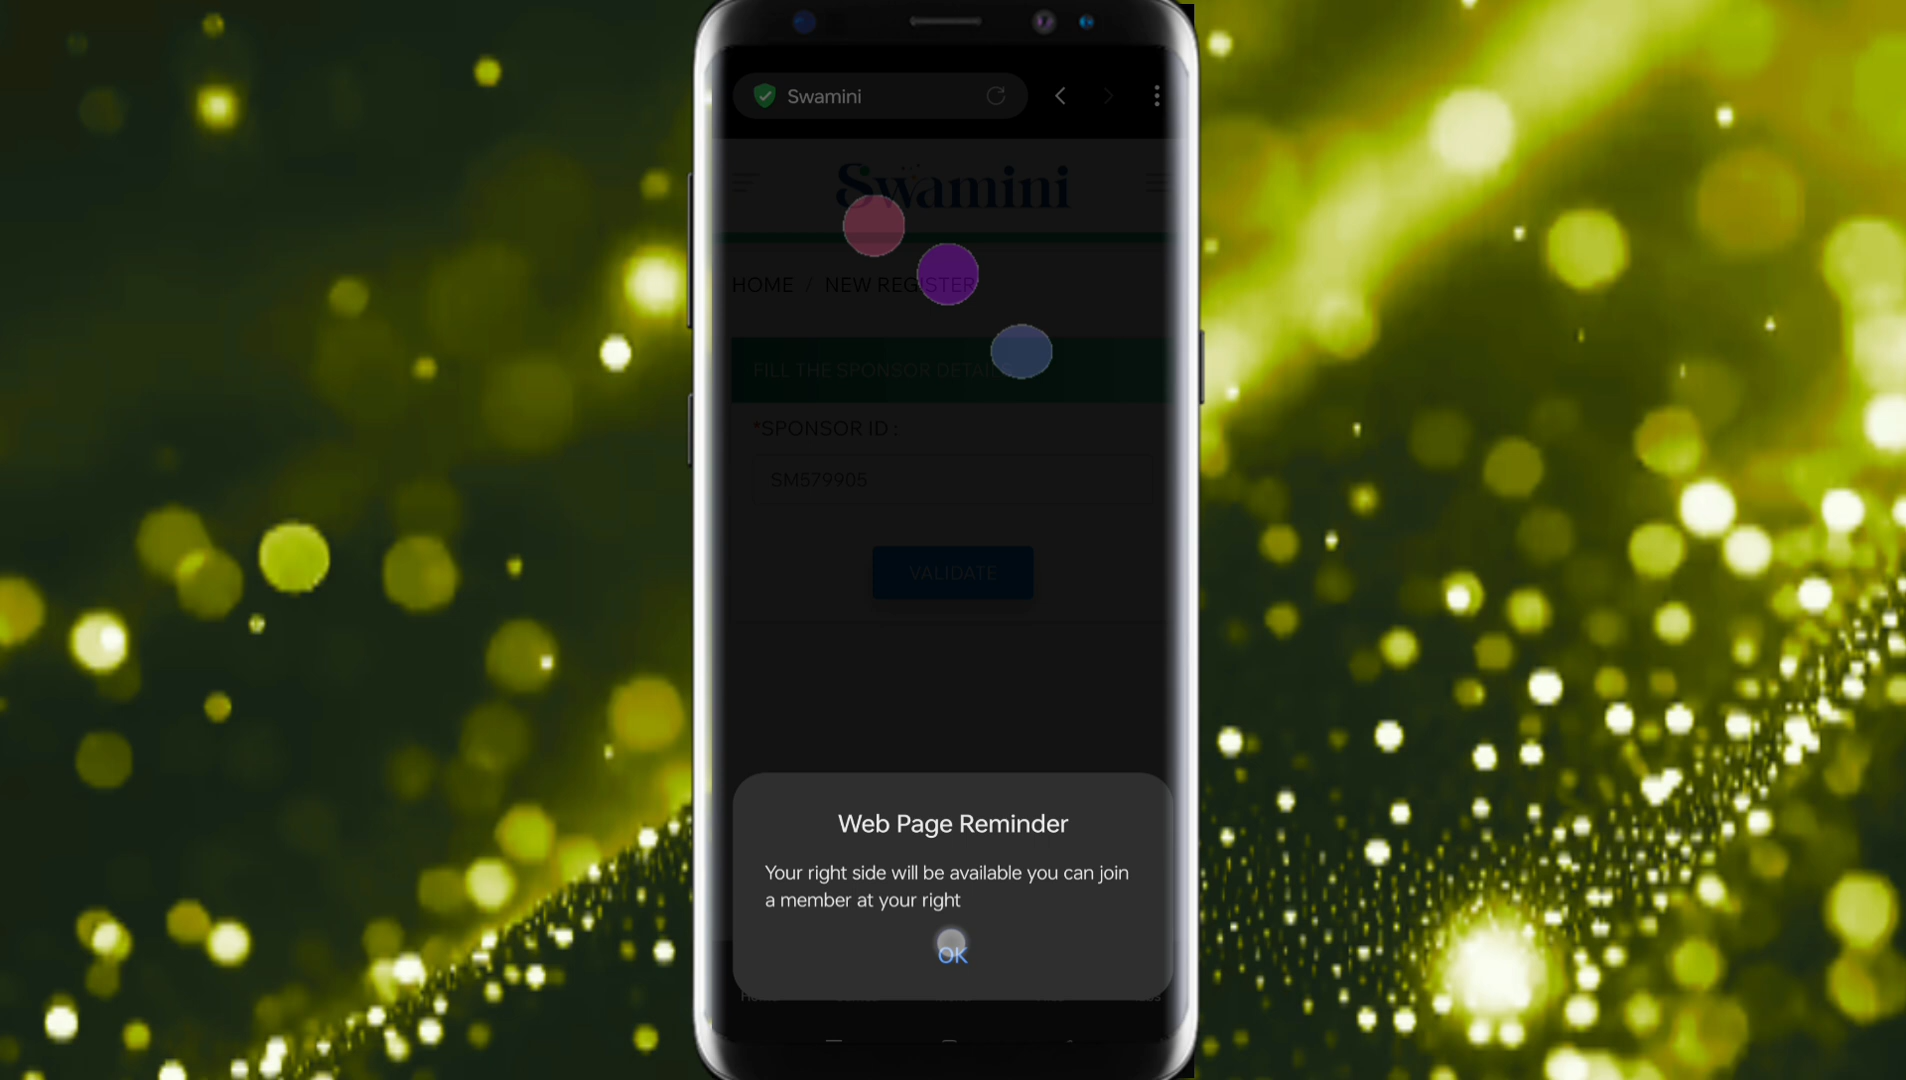 Swamini
Swamini
HOME / NEW REGISTER
FILL THE SPONSOR DETAILS
*SPONSOR ID :
SM579905
VALIDATE
Web Page Reminder
Your right side will be available you can join
a member at your right
OK